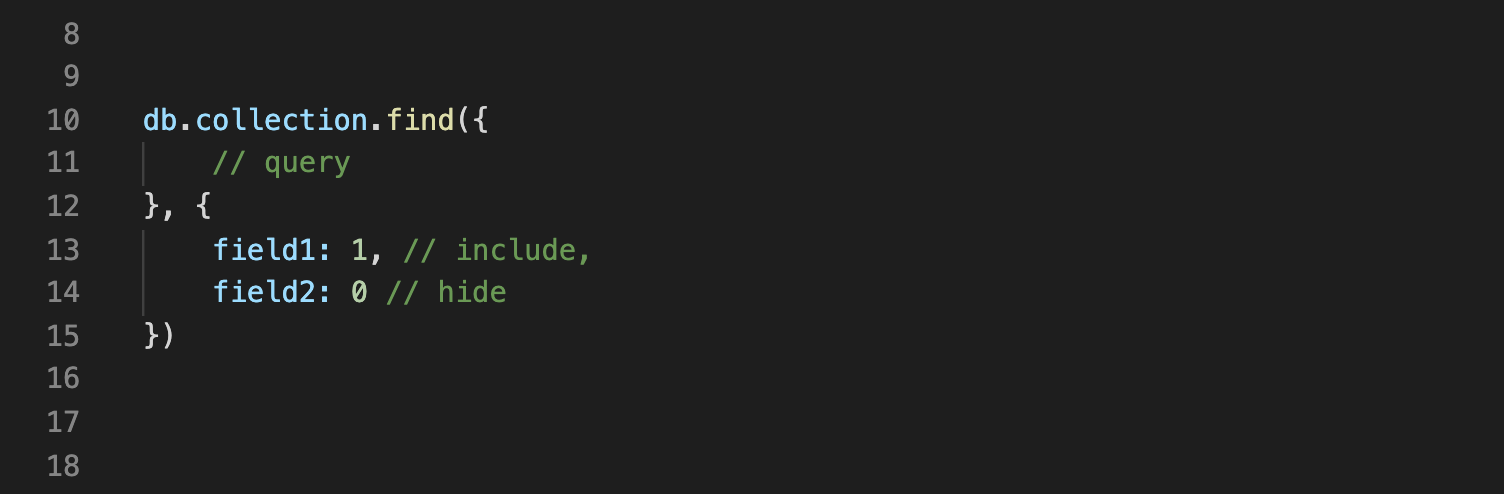 8
9
10 db.collection.find({
11 // query
12 }, {
13 field1: 1, // include,
14 field2: 0 // hide
15 })
16
17
18